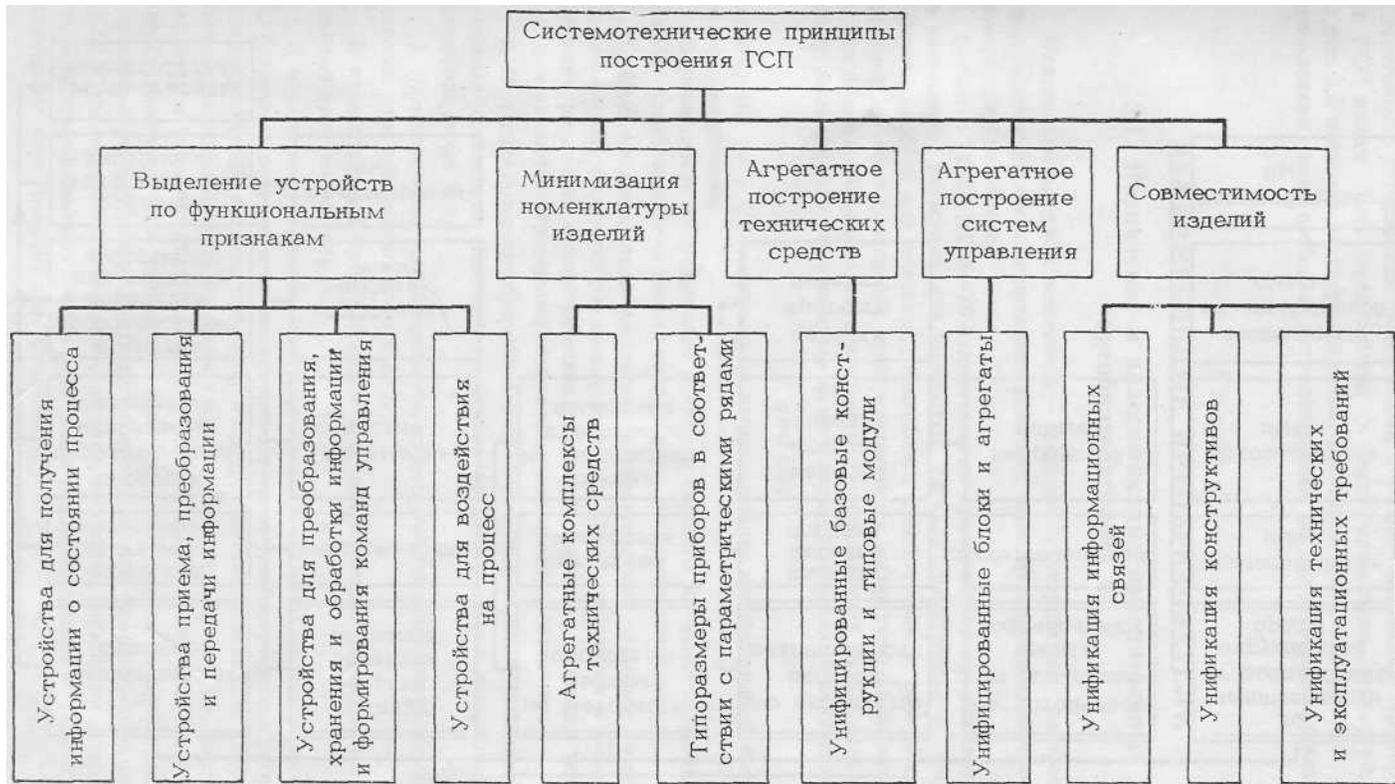 Системотехнические принципы
построения ГСП
Выделение устройств
по функциональным
признакам
Минимизация
номенклатуры
изделий
Агрегатное
построение
технических
средств
Агрегатное
построение
систем
управления
Совместимость
изделий
Устройства для получения
информации о состоянии процесса
Устройства приема, преобразования
и передачи информации
Устройства для преобразования,
хранения и обработки информации
и формирования команд управления
Устройства для воздействия
на процесс
Агрегатные комплексы
технических средств
Типоразмеры приборов в соответ-
ствии с параметрическими рядами
Унифицированные базовые конст-
рукции и типовые модули
Унифицированные блоки и агрегаты
Унификация информационных
связей
Унификация конструктивов
Унификация технических
и эксплуатационных требований